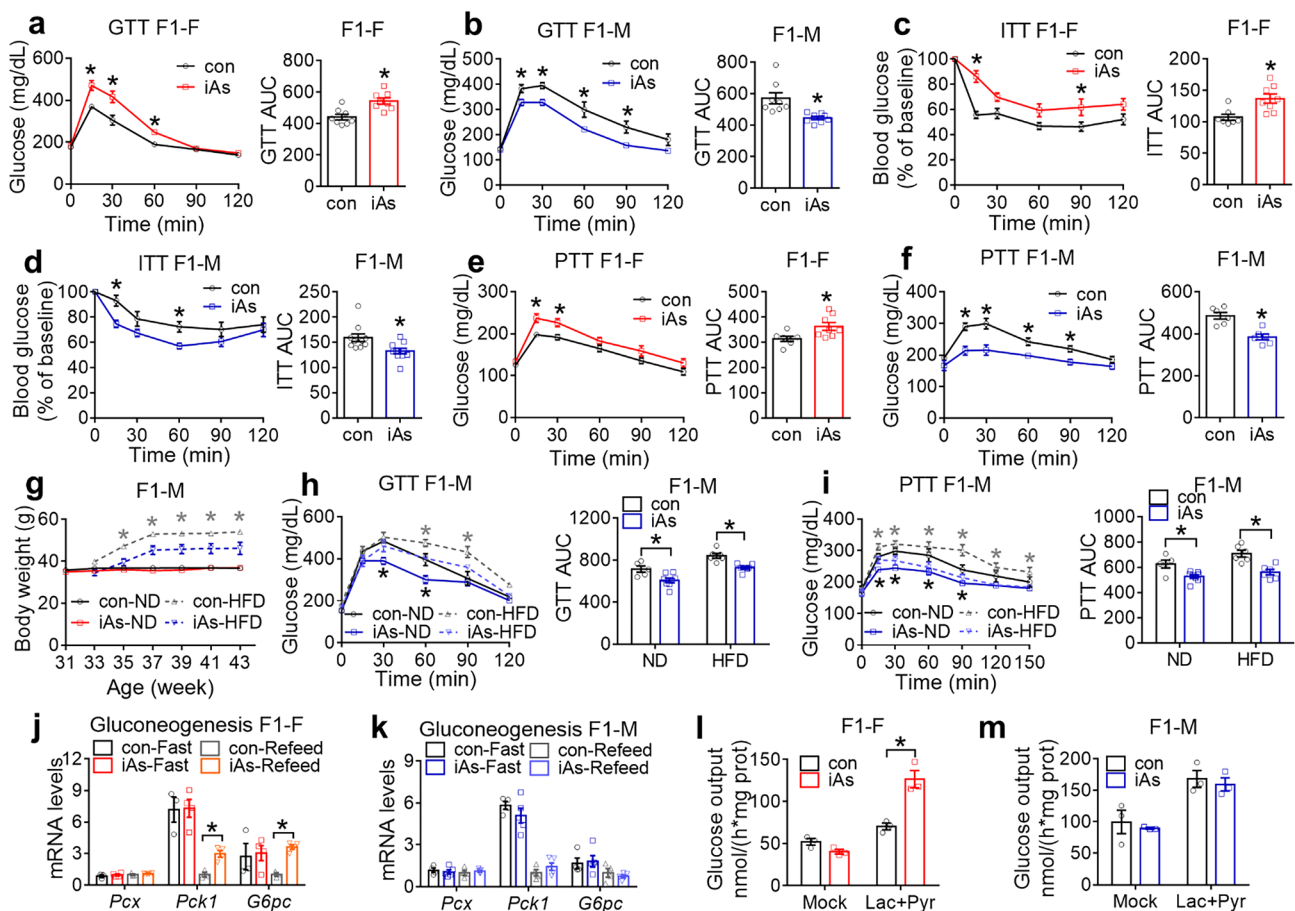 a
GTT F1-F
Glucose (mg/dL)
600
400
200
0
0 30 60 90 120
Time (min)
con
iAs
* * *
F1-F
GTT AUC
800
600
400
200
0
con iAs
*
b
GTT F1-M
Glucose (mg/dL)
500
400
300
200
100
0
0 30 60 90 120
Time (min)
con
iAs
* * * *
F1-M
GTT AUC
800
600
400
200
0
con iAs
*
c
ITT F1-F
Blood glucose
(% of baseline)
100
80
60
40
20
0
0 30 60 90 120
Time (min)
con
iAs
* *
F1-F
ITT AUC
200
150
100
50
0
con iAs
*
d
ITT F1-M
Blood glucose
(% of baseline)
100
80
60
40
20
0
0 30 60 90 120
Time (min)
con
iAs
* *
F1-M
ITT AUC
250
200
150
100
50
0
con iAs
*
e
PTT F1-F
Glucose (mg/dL)
300
200
100
0
0 30 60 90 120
Time (min)
con
iAs
* *
F1-F
PTT AUC
500
400
300
200
100
0
con iAs
*
f
PTT F1-M
Glucose (mg/dL)
400
300
200
100
0
0 30 60 90 120
Time (min)
con
iAs
* * * *
F1-M
PTT AUC
600
400
200
0
con iAs
*
g
F1-M
Body weight (g)
60
40
20
0
31 33 35 37 39 41 43
Age (week)
con-ND con-HFD
iAs-ND iAs-HFD
* * * * *
h
GTT F1-M
Glucose (mg/dL)
600
400
200
0
0 30 60 90 120
Time (min)
con-ND con-HFD
iAs-ND iAs-HFD
* *
* *
F1-M
con
iAs
GTT AUC
1200
800
400
0
ND HFD
* *
i
PTT F1-M
Glucose (mg/dL)
400
300
200
100
0
0 30 60 90 120 150
Time (min)
con-ND con-HFD
iAs-ND iAs-HFD
* * * * * *
* * * *
F1-M
con
iAs
PTT AUC
1000
800
600
400
200
0
ND HFD
* *
j
Gluconeogenesis F1-F
con-Fast con-Refeed
iAs-Fast iAs-Refeed
mRNA levels
12
9
6
3
0
Pcx Pck1 G6pc
* *
k
Gluconeogenesis F1-M
con-Fast con-Refeed
iAs-Fast iAs-Refeed
mRNA levels
9
6
3
0
Pcx Pck1 G6pc
l
F1-F
Glucose output
nmol/(h*mg prot)
150
100
50
0
con
iAs
Mock Lac+Pyr
*
m
F1-M
Glucose output
nmol/(h*mg prot)
200
150
100
50
0
con
iAs
Mock Lac+Pyr